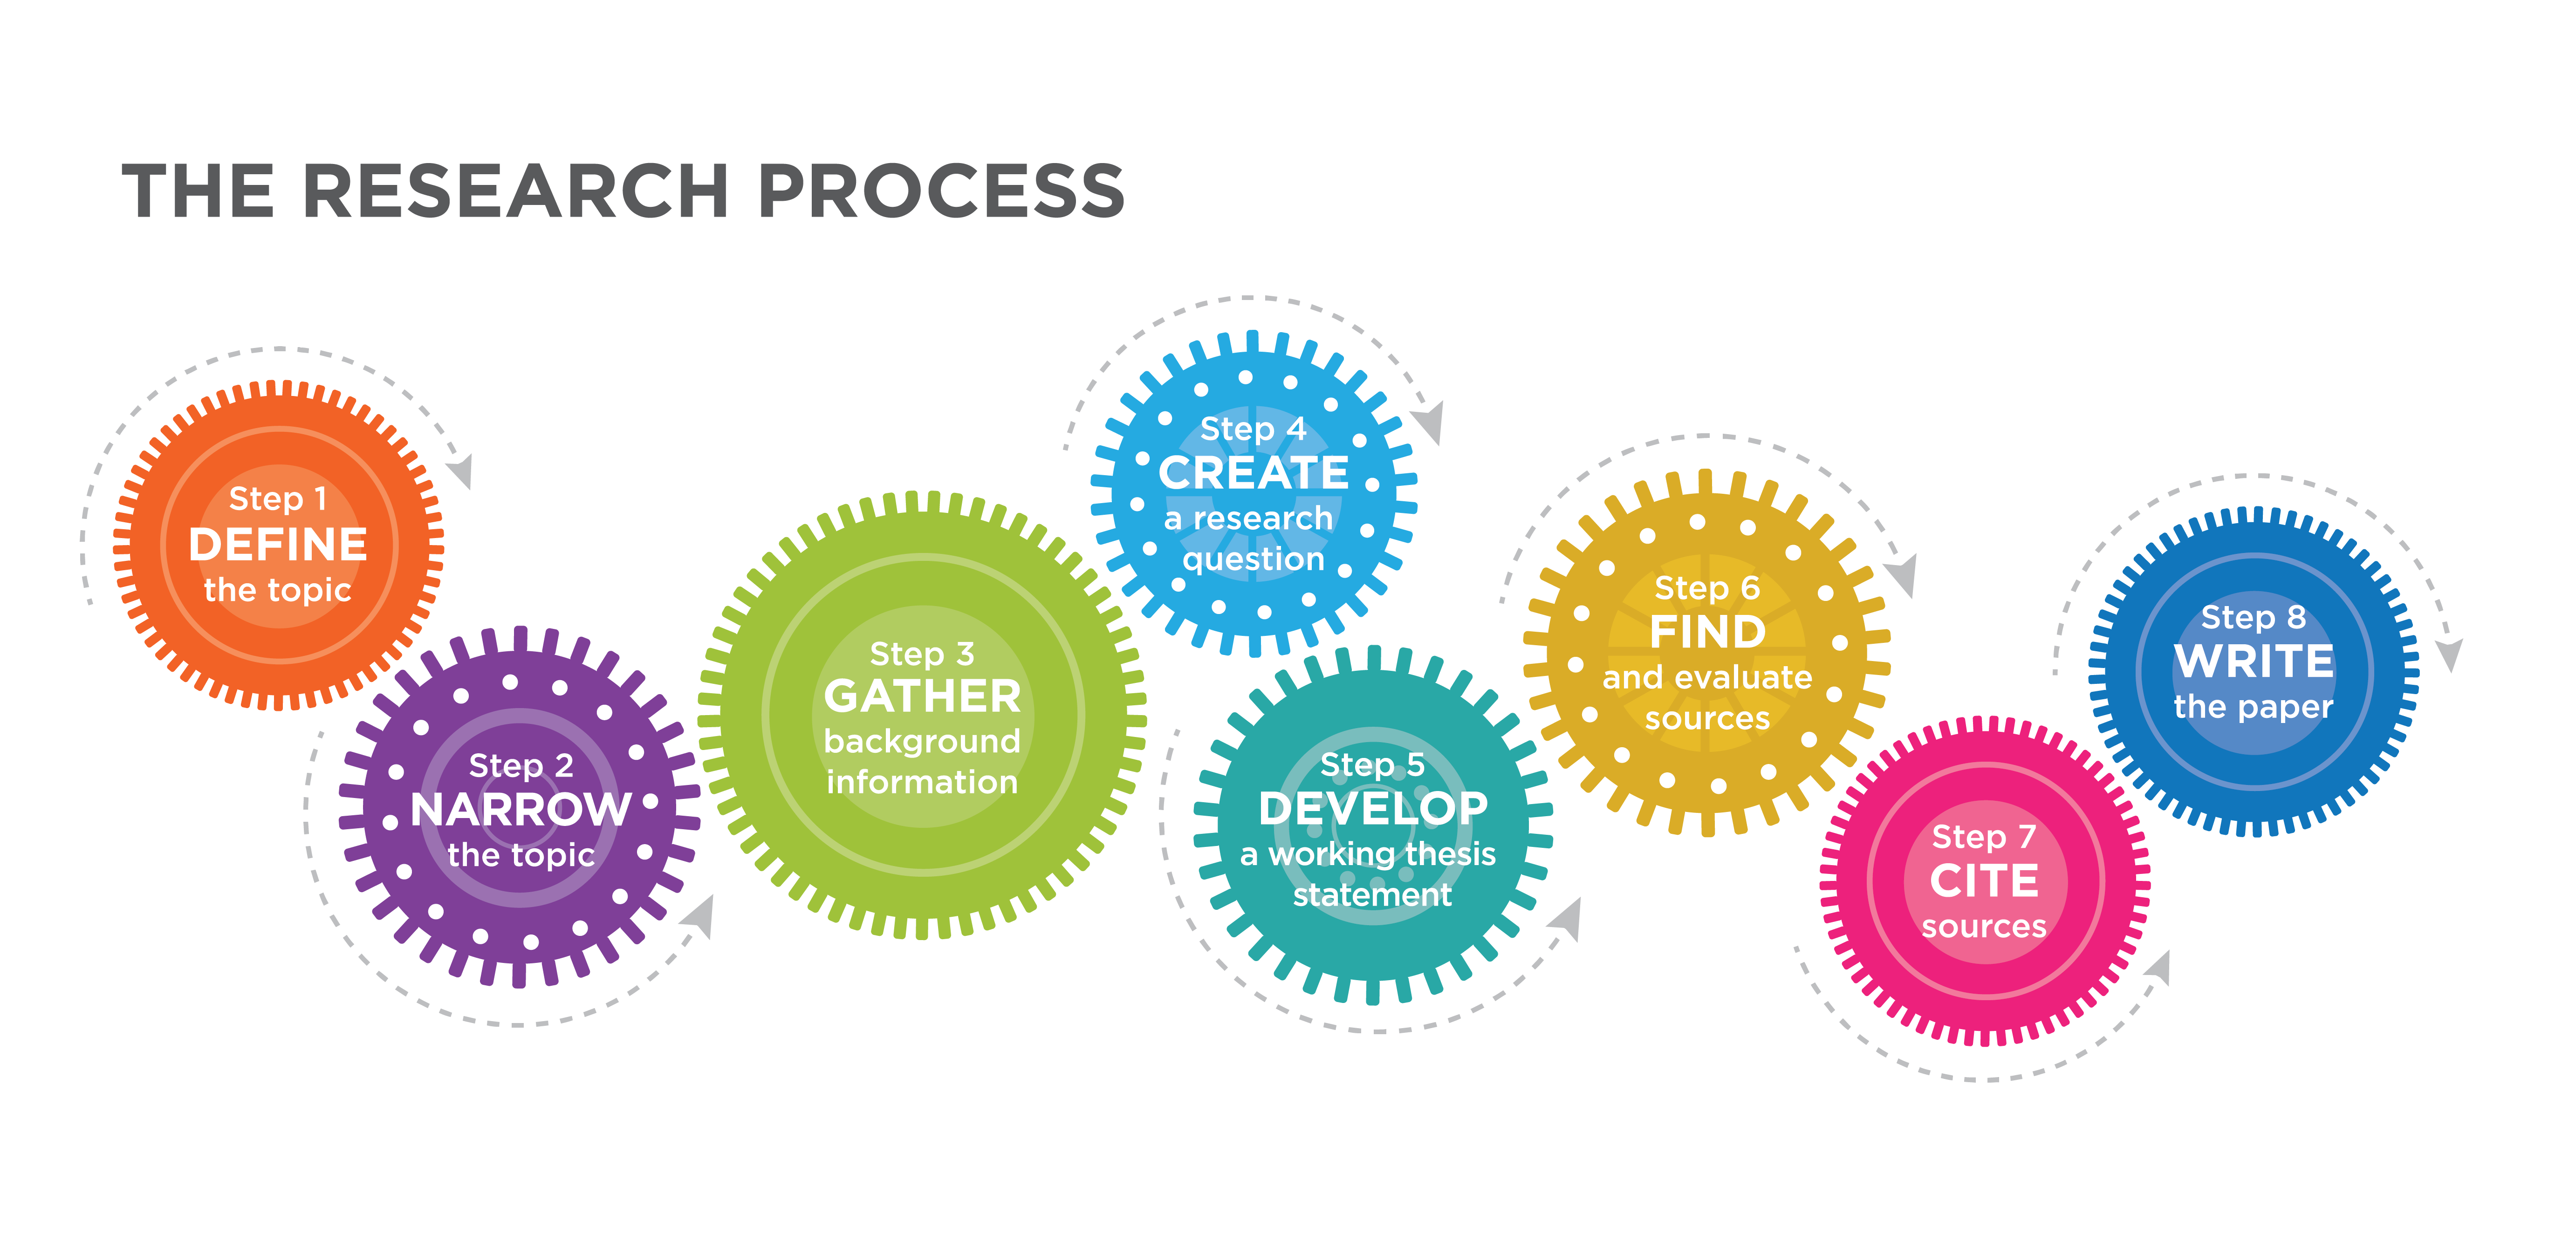 THE RESEARCH PROCESS
Step 1
DEFINE
the topic
Step 2
NARROW
the topic
Step 3
GATHER
background
information
Step 4
CREATE
a research
question
Step 5
DEVELOP
a working thesis
statement
Step 6
FIND
and evaluate
sources
Step 7
CITE
sources
Step 8
WRITE
the paper